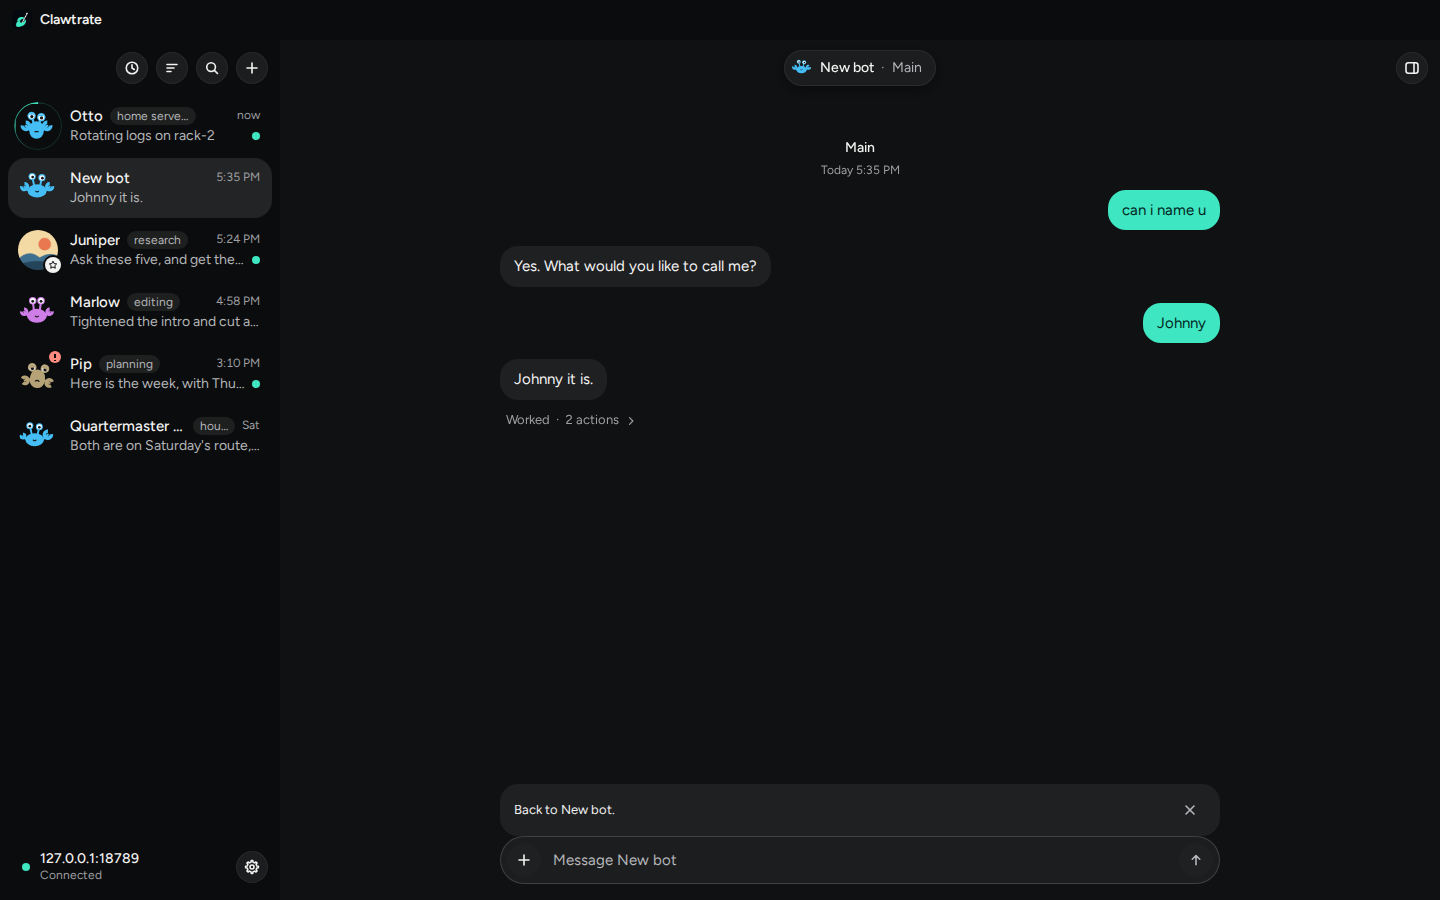 Clawtrate
Otto home serve... now
Rotating logs on rack-2
New bot 5:35 PM
Johnny it is.
Juniper research 5:24 PM
Ask these five, and get the...
Marlow editing 4:58 PM
Tightened the intro and cut a...
Pip planning 3:10 PM
Here is the week, with Thu...
Quartermaster ... hou... Sat
Both are on Saturday's route,...
127.0.0.1:18789
Connected
New bot · Main
Main
Today 5:35 PM
can i name u
Yes. What would you like to call me?
Johnny
Johnny it is.
Worked · 2 actions
Back to New bot.
Message New bot